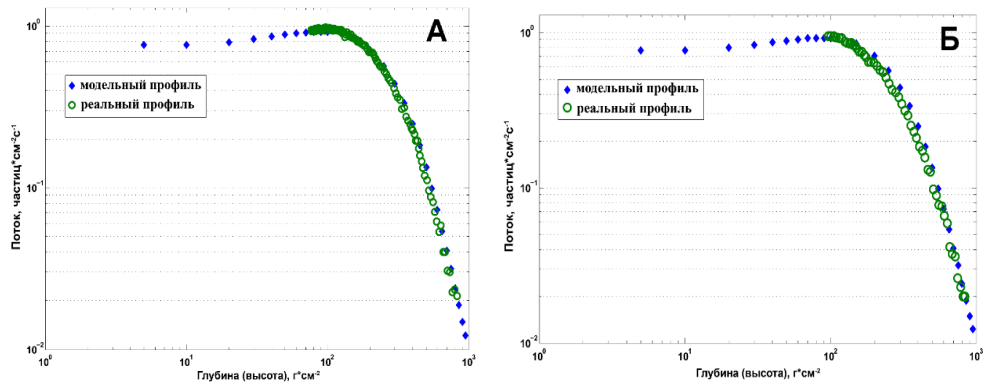 А
модельный профиль
реальный профиль
Поток, частиц*см⁻²с⁻¹
10⁰
10⁻¹
10⁻²
10⁰
10¹
10²
10³
Глубина (высота), г*см⁻²
Б
модельный профиль
реальный профиль
Поток, частиц*см⁻²с⁻¹
10⁰
10⁻¹
10⁻²
10⁰
10¹
10²
10³
Глубина (высота), г*см⁻²